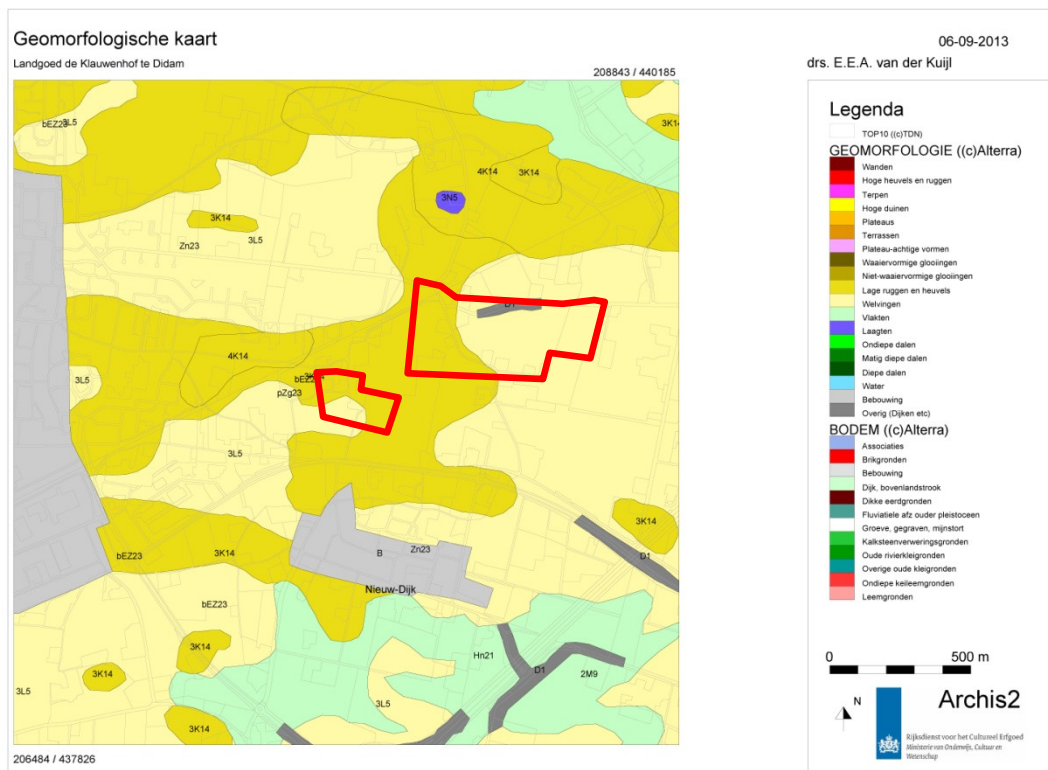 Geomorfologische kaart
06-09-2013
Landgoed de Klauwenhof te Didam
drs. E.E.A. van der Kuijl
208843 / 440185
bEZ23
3L5
3K14
4K14
3K14
3N5
3K14
Zn23
3L5
D1
4K14
3L5
bEZ23
pZg23
3L5
3K14
bEZ23
3K14
B
Zn23
D1
Nieuw-Dijk
bEZ23
3K14
Hn21
D1
2M9
3K14
3L5
3L5
3K14
206484 / 437826
Legenda
TOP10 ((c)TDN)
GEOMORFOLOGIE ((c)Alterra)
Wanden
Hoge heuvels en ruggen
Terpen
Hoge duinen
Plateaus
Terrassen
Plateau-achtige vormen
Waaiervormige glooiingen
Niet-waaiervormige glooiingen
Lage ruggen en heuvels
Welvingen
Vlakten
Laagten
Ondiepe dalen
Matig diepe dalen
Diepe dalen
Water
Bebouwing
Overig (Dijken etc)
BODEM ((c)Alterra)
Associaties
Brikgronden
Bebouwing
Dijk, bovenlandstrook
Dikke eerdgronden
Fluviatiele afz ouder pleistoceen
Groeve, gegraven, mijnstort
Kalksteenverweringsgronden
Oude rivierkleigronden
Overige oude kleigronden
Ondiepe keileemgronden
Leemgronden
0 500 m
N
Archis2
Rijksdienst voor het Cultureel Erfgoed
Ministerie van Onderwijs, Cultuur en
Wetenschap